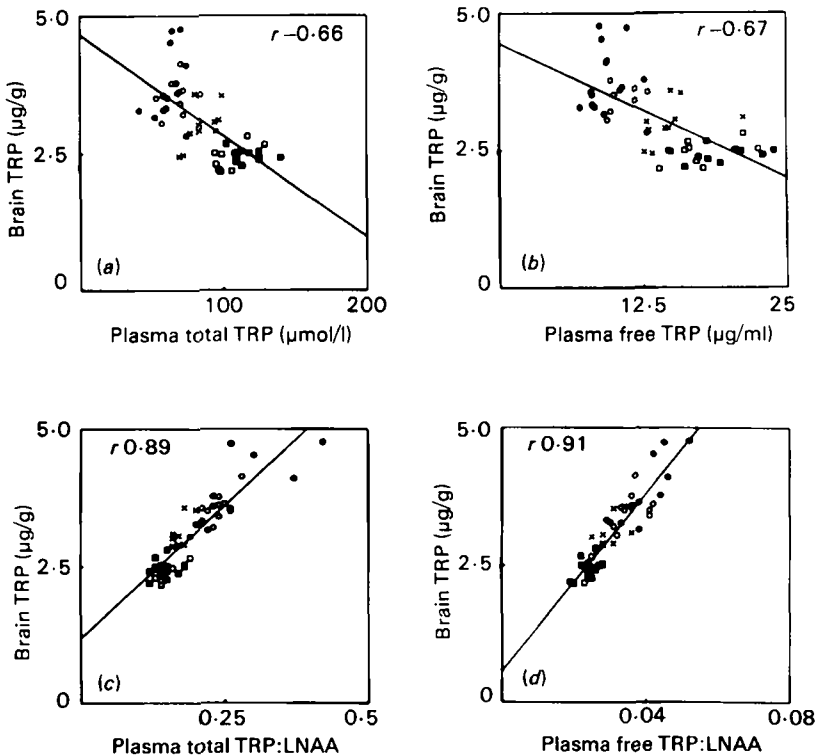 5·0
r−0·66
Brain TRP (µg/g)
2·5
0
(a)
100
200
Plasma total TRP (µmol/l)
5·0
r−0·67
Brain TRP (µg/g)
2·5
0
(b)
12·5
25
Plasma free TRP (µg/ml)
5·0
r 0·89
Brain TRP (µg/g)
2·5
0
(c)
0·25
0·5
Plasma total TRP:LNAA
5·0
r 0·91
Brain TRP (µg/g)
2·5
0
(d)
0·04
0·08
Plasma free TRP:LNAA